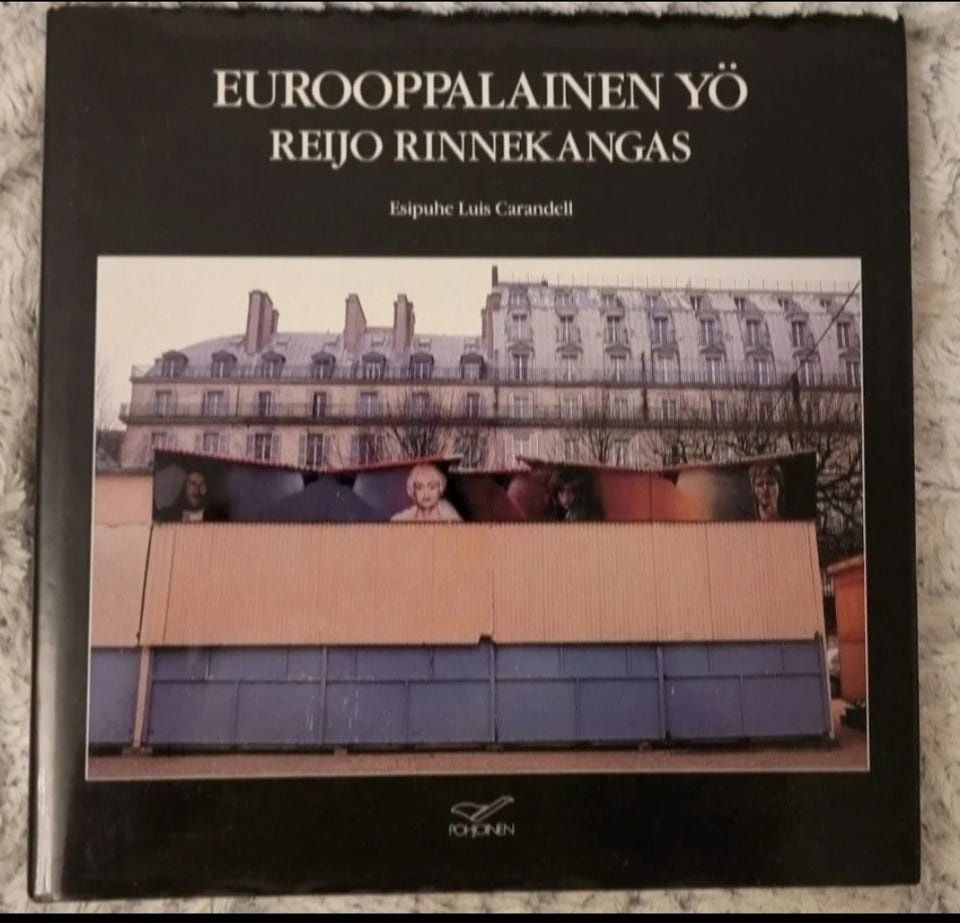 EUROOPPALAINEN YÖ
REIJO RINNEKANGAS
Esipuhe Luis Carandell
POHJOINEN